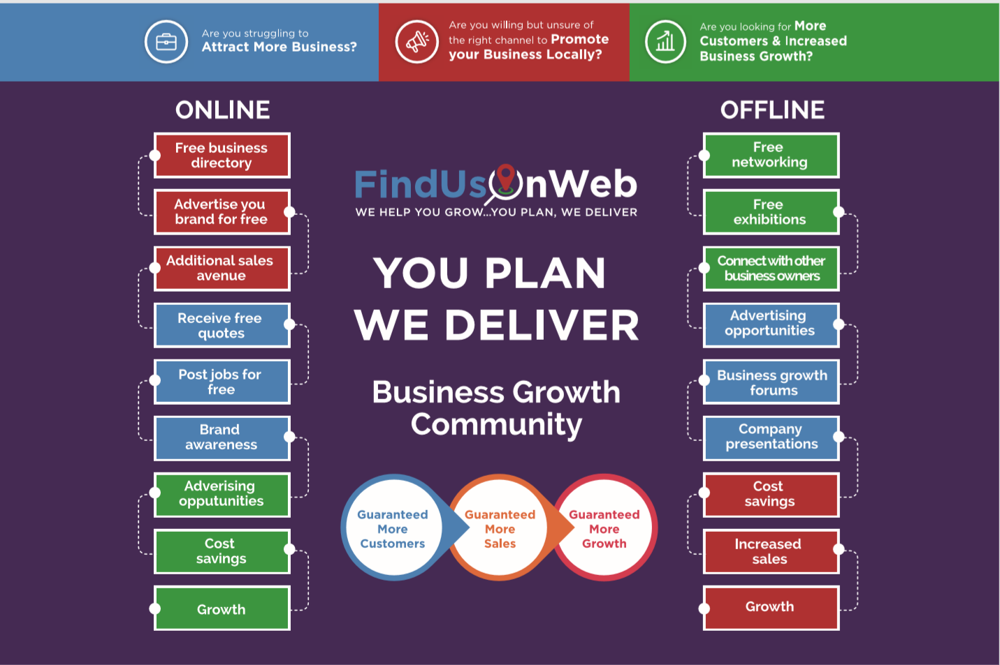 Are you struggling to
Attract More Business?
Are you willing but unsure of
the right channel to Promote
your Business Locally?
Are you looking for More
Customers & Increased
Business Growth?
ONLINE
Free business
directory
Advertise you
brand for free
Additional sales
avenue
Receive free
quotes
Post jobs for
free
Brand
awareness
Adverising
opputunities
Cost
savings
Growth
FindUsOnWeb
WE HELP YOU GROW...YOU PLAN, WE DELIVER
YOU PLAN
WE DELIVER
Business Growth
Community
Guaranteed
More
Customers
Guaranteed
More
Sales
Guaranteed
More
Growth
OFFLINE
Free
networking
Free
exhibitions
Connect with other
business owners
Advertising
opportunities
Business growth
forums
Company
presentations
Cost
savings
Increased
sales
Growth